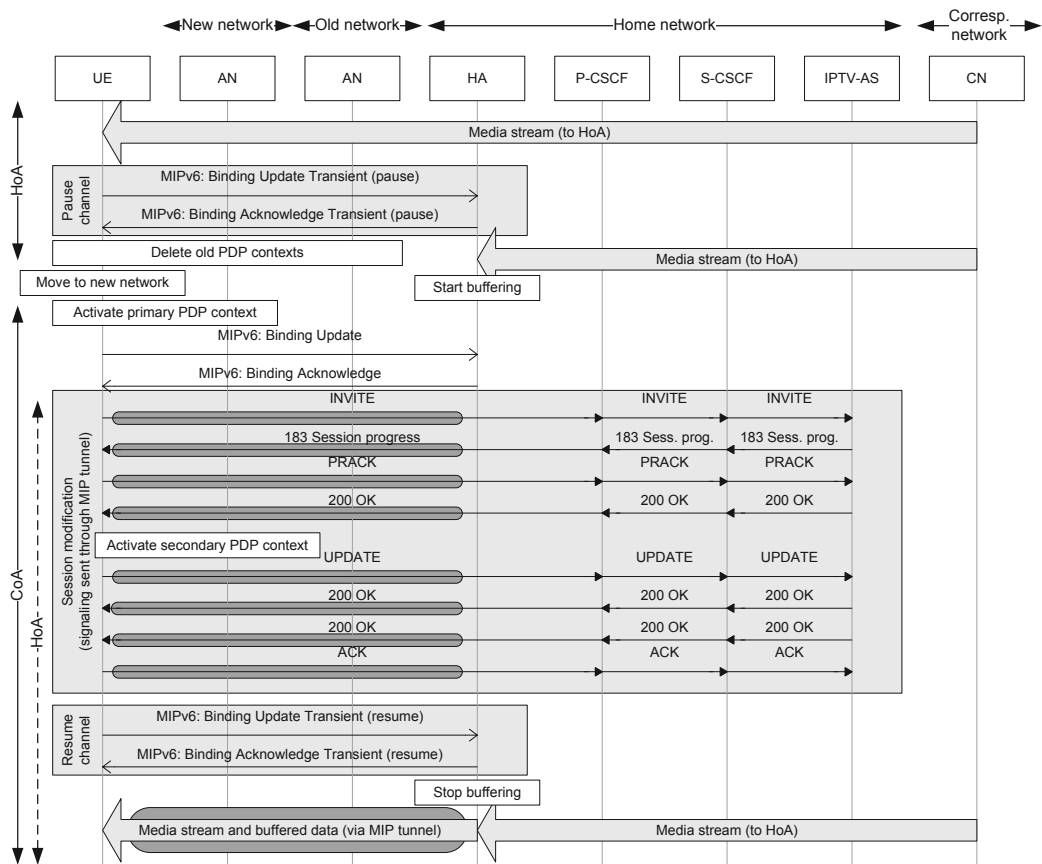 New network
Old network
Home network
Corresp.
network
UE
AN
AN
HA
P-CSCF
S-CSCF
IPTV-AS
CN
Media stream (to HoA)
HoA
Pause
channel
MIPv6: Binding Update Transient (pause)
MIPv6: Binding Acknowledge Transient (pause)
Delete old PDP contexts
Media stream (to HoA)
Move to new network
Start buffering
Activate primary PDP context
MIPv6: Binding Update
MIPv6: Binding Acknowledge
CoA
HoA
Session modification
(signaling sent through MIP tunnel)
INVITE
INVITE
INVITE
183 Session progress
183 Sess. prog.
183 Sess. prog.
PRACK
PRACK
PRACK
200 OK
200 OK
200 OK
Activate secondary PDP context
UPDATE
UPDATE
UPDATE
200 OK
200 OK
200 OK
200 OK
200 OK
200 OK
ACK
ACK
ACK
Resume
channel
MIPv6: Binding Update Transient (resume)
MIPv6: Binding Acknowledge Transient (resume)
Stop buffering
Media stream and buffered data (via MIP tunnel)
Media stream (to HoA)